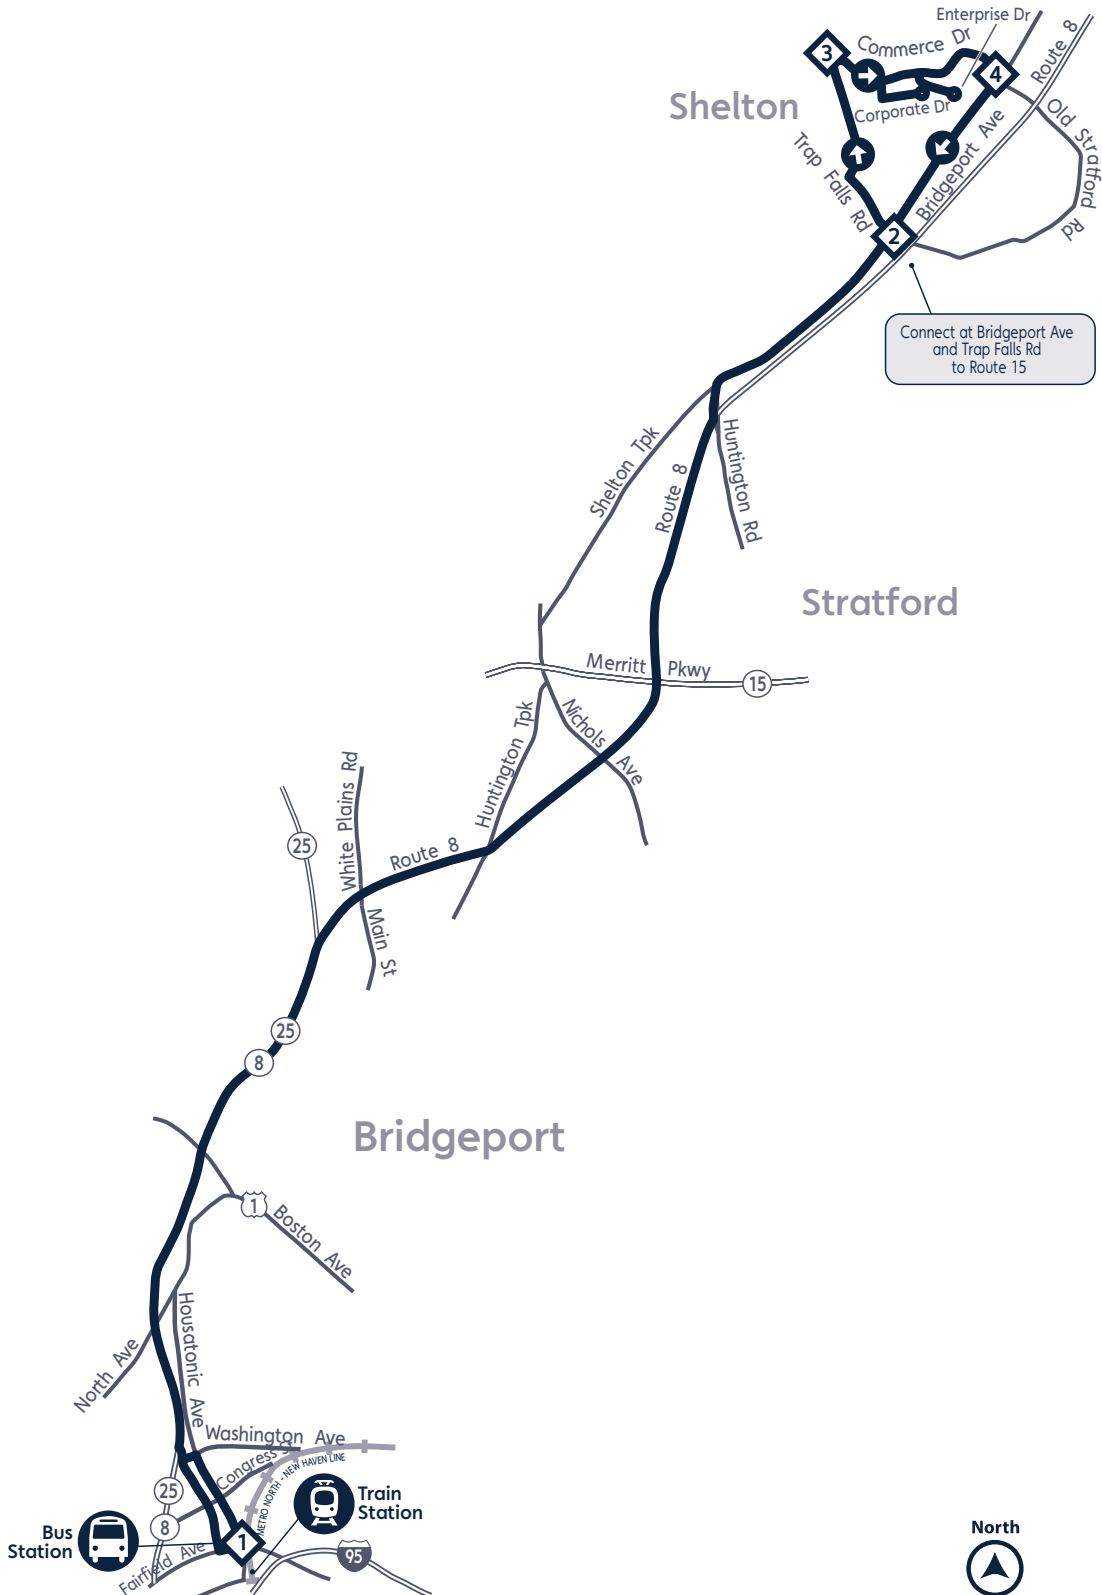 Enterprise Dr
Commerce Dr
Route 8
3
4
Shelton
Corporate Dr
Old Stratford Rd
Trap Falls Rd
Bridgeport Ave
2
Connect at Bridgeport Ave
and Trap Falls Rd
to Route 15
Shelton Tpk
Huntington Rd
Route 8
Stratford
Merritt Pkwy
15
Huntington Tpk
Nichols Ave
White Plains Rd
25
Route 8
Main St
25
8
Bridgeport
1
Boston Ave
Housatonic Ave
North Ave
Washington Ave
Congress St
METRO NORTH - NEW HAVEN LINE
25
Train
Station
8
Bus
Station
1
Fairfield Ave
95
North